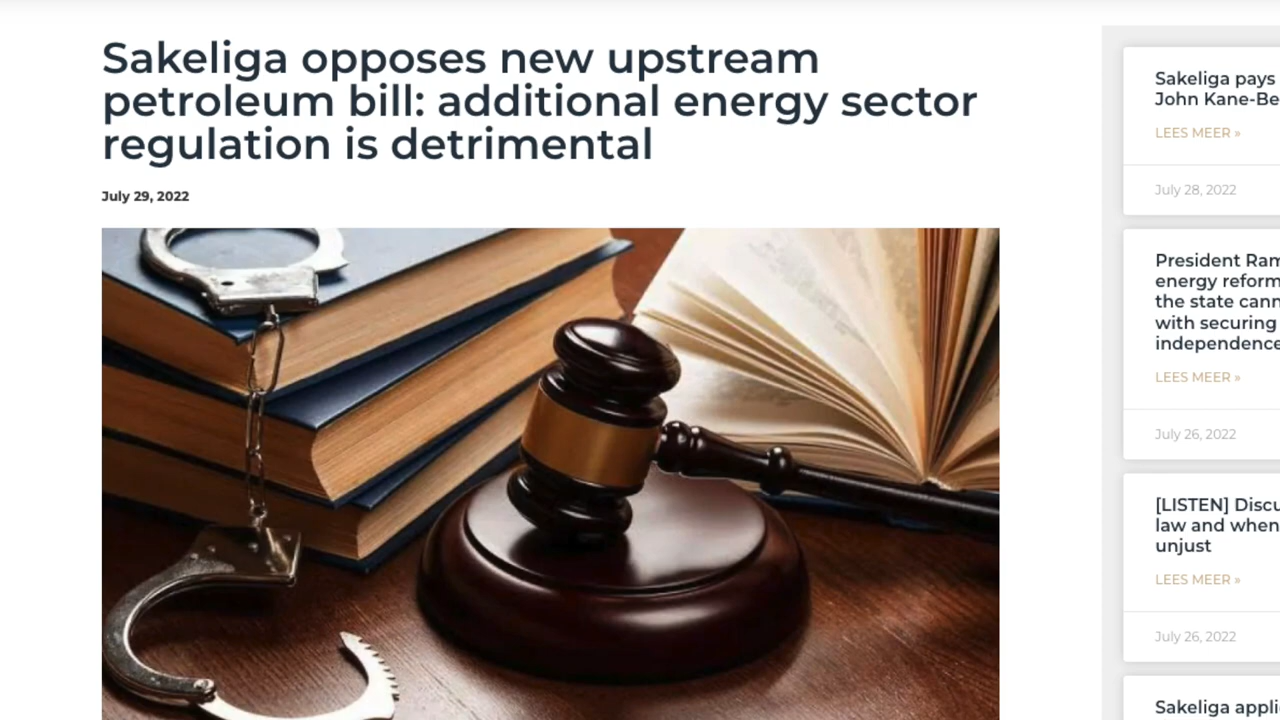 Sakeliga opposes new upstream
petroleum bill: additional energy sector
regulation is detrimental
July 29, 2022
Sakeliga pays
John Kane-Be
LEES MEER »
July 28, 2022
President Ram
energy reform
the state cann
with securing
independence
LEES MEER »
July 26, 2022
[LISTEN] Discu
law and when
unjust
LEES MEER »
July 26, 2022
Sakeliga appli